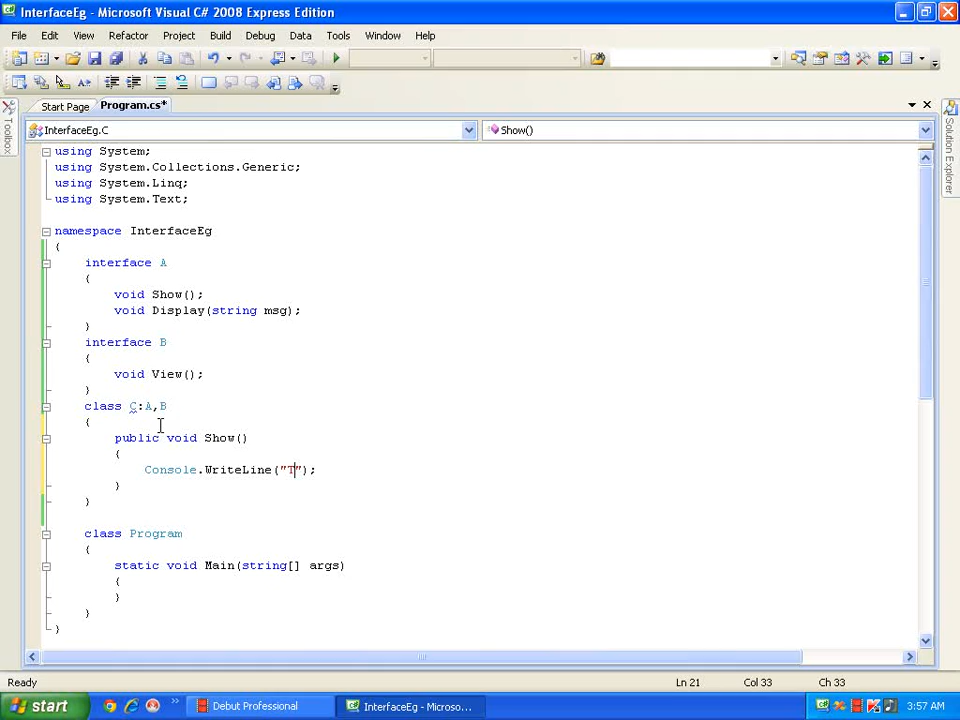 InterfaceEg - Microsoft Visual C# 2008 Express Edition
File Edit View Refactor Project Build Debug Data Tools Window Help
Start Page Program.cs*
Toolbox
Solution Explorer
InterfaceEg.C Show()
using System;
using System.Collections.Generic;
using System.Linq;
using System.Text;
namespace InterfaceEg
{
interface A
{
void Show();
void Display(string msg);
}
interface B
{
void View();
}
class C:A,B
{
public void Show()
{
Console.WriteLine("T");
}
}
class Program
{
static void Main(string[] args)
{
}
}
}
Ready Ln 21 Col 33 Ch 33
start Debut Professional InterfaceEg - Microso... 3:57 AM